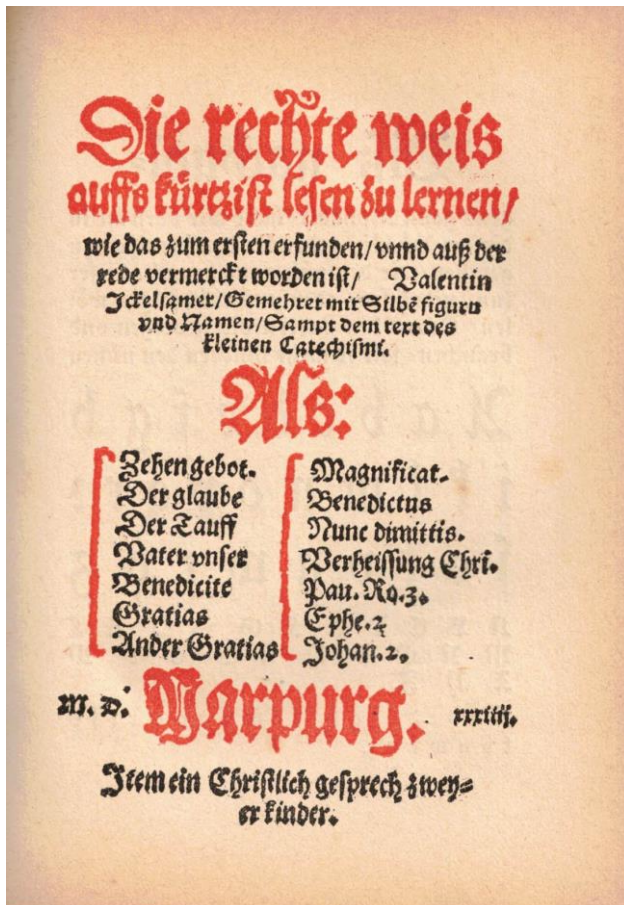 Die rechte weis
auffs kürtzist lesen zu lernen/
wie das zum ersten erfunden/vnnd auß der
rede vermerckt worden ist/ Valentin
Ickelsamer/Gemehret mit Silbē figurn
vnd Namen/Sampt dem text des
kleinen Catechismi.
Als:
Zehen gebot.
Der glaube
Der Tauff
Vater vnser
Benedicite
Gratias
Ander Gratias
Magnificat.
Benedictus
Nunc dimittis.
Verheissung Chri.
Pau. Ro.3.
Ephe.2
Johan.2.
M. D. Marpurg. xxxiiij.
Item ein Christlich gesprech zwey=
er kinder.